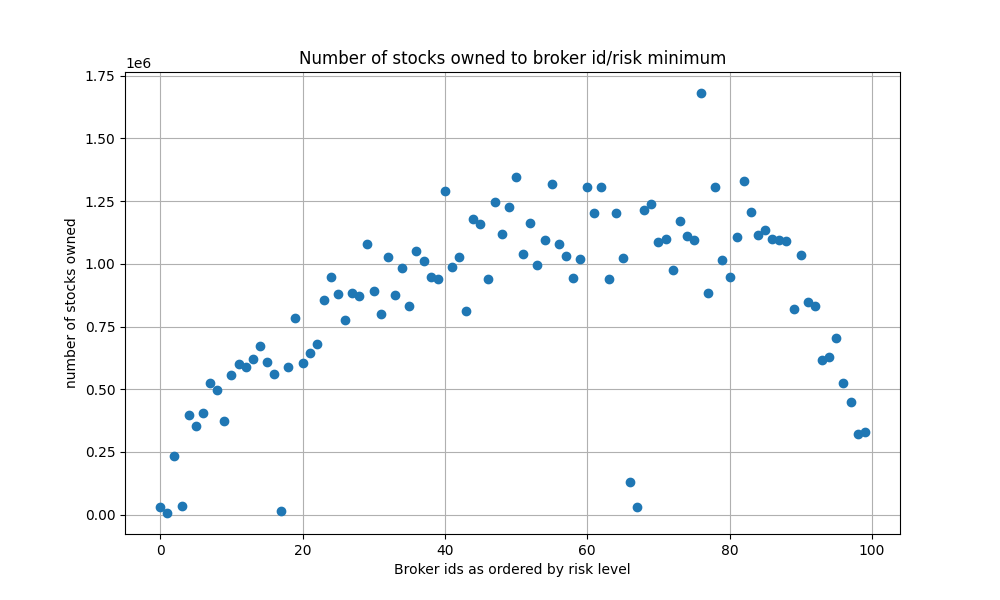 Number of stocks owned to broker id/risk minimum
1e6
1.75
1.50
1.25
1.00
0.75
0.50
0.25
0.00
number of stocks owned
0 20 40 60 80 100
Broker ids as ordered by risk level